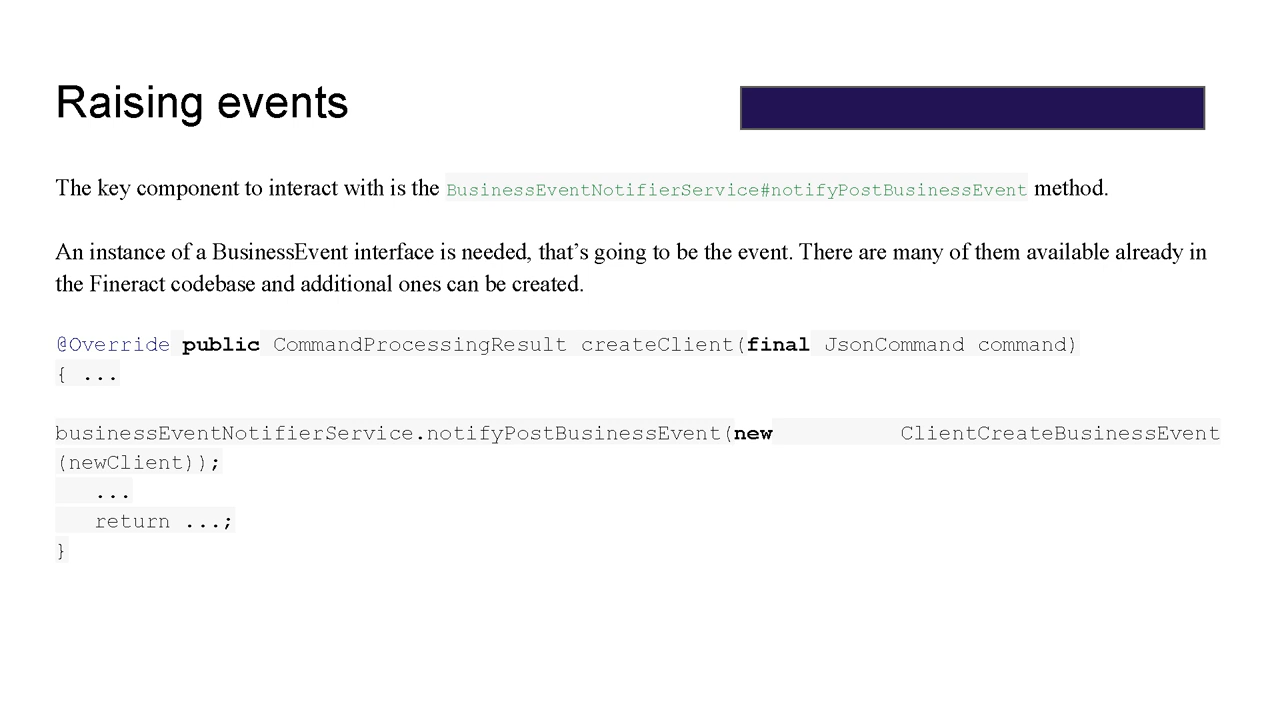 Raising events
The key component to interact with is the BusinessEventNotifierService#notifyPostBusinessEvent method.
An instance of a BusinessEvent interface is needed, that’s going to be the event. There are many of them available already in
the Fineract codebase and additional ones can be created.
@Override public CommandProcessingResult createClient(final JsonCommand command)
{ ...
businessEventNotifierService.notifyPostBusinessEvent(new ClientCreateBusinessEvent
(newClient));
...
return ...;
}